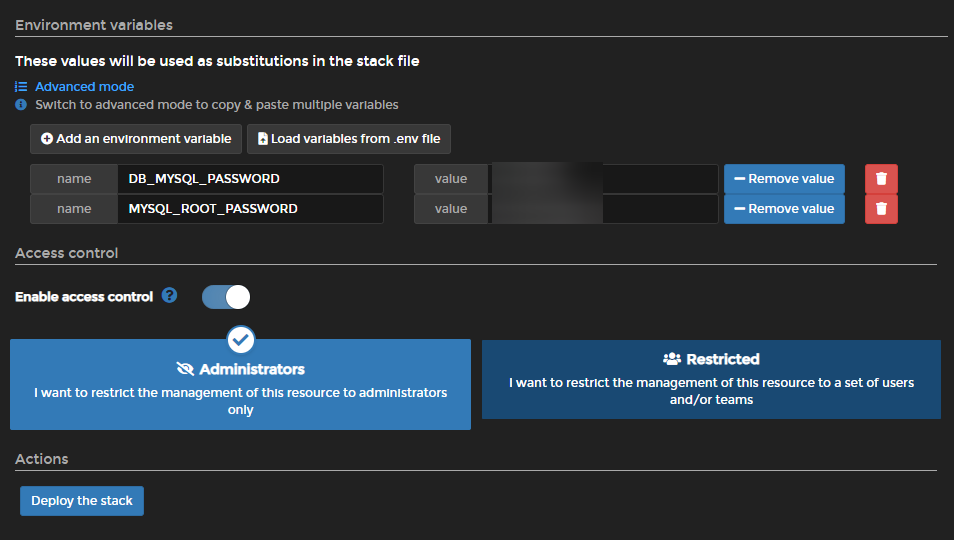 Environment variables
These values will be used as substitutions in the stack file
Advanced mode
Switch to advanced mode to copy & paste multiple variables
Add an environment variable Load variables from .env file
name DB_MYSQL_PASSWORD value Remove value
name MYSQL_ROOT_PASSWORD value Remove value
Access control
Enable access control
Administrators
I want to restrict the management of this resource to administrators
only
Restricted
I want to restrict the management of this resource to a set of users
and/or teams
Actions
Deploy the stack